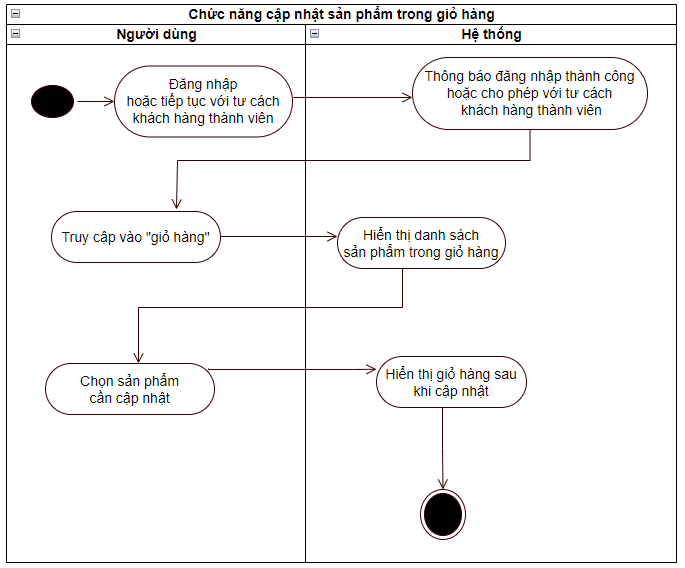 Chức năng cập nhật sản phẩm trong giỏ hàng
Người dùng
Hệ thống
Đăng nhập
hoặc tiếp tục với tư cách
khách hàng thành viên
Thông báo đăng nhập thành công
hoặc cho phép với tư cách
khách hàng thành viên
Truy cập vào "giỏ hàng"
Hiển thị danh sách
sản phẩm trong giỏ hàng
Chọn sản phẩm
cần cập nhật
Hiển thị giỏ hàng sau
khi cập nhật